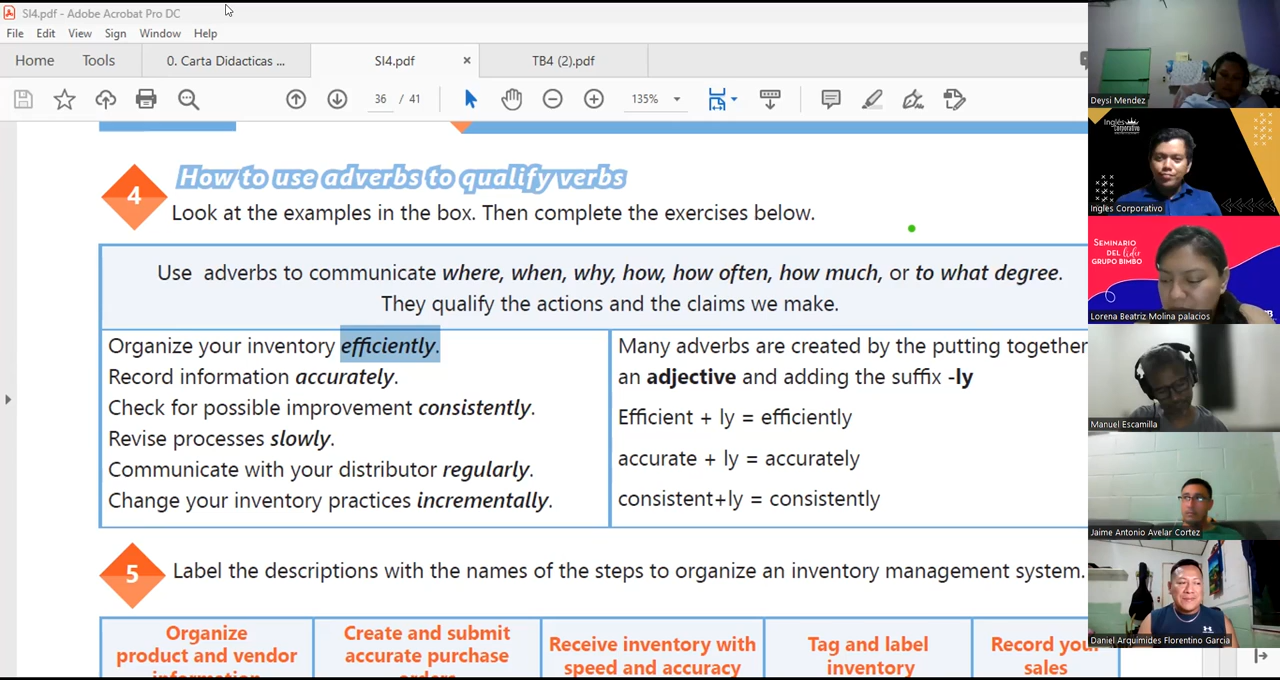 SI4.pdf - Adobe Acrobat Pro DC
File Edit View Sign Window Help
Home Tools 0. Carta Didacticas ... SI4.pdf × TB4 (2).pdf
36 / 41 135%
4 How to use adverbs to qualify verbs
Look at the examples in the box. Then complete the exercises below.
Use adverbs to communicate where, when, why, how, how often, how much, or to what degree.
They qualify the actions and the claims we make.
Organize your inventory efficiently.
Record information accurately.
Check for possible improvement consistently.
Revise processes slowly.
Communicate with your distributor regularly.
Change your inventory practices incrementally.
Many adverbs are created by the putting together
an adjective and adding the suffix -ly
Efficient + ly = efficiently
accurate + ly = accurately
consistent+ly = consistently
5 Label the descriptions with the names of the steps to organize an inventory management system.
Organize
product and vendor
information
Create and submit
accurate purchase
orders
Receive inventory with
speed and accuracy
Tag and label
inventory
Record your
sales
Deysi Mendez
Inglés
Corporativo
Ingles Corporativo
SEMINARIO
DEL líder
GRUPO BIMBO
Lorena Beatriz Molina palacios
Manuel Escamilla
Jaime Antonio Avelar Cortez
Daniel Arquimides Florentino Garcia